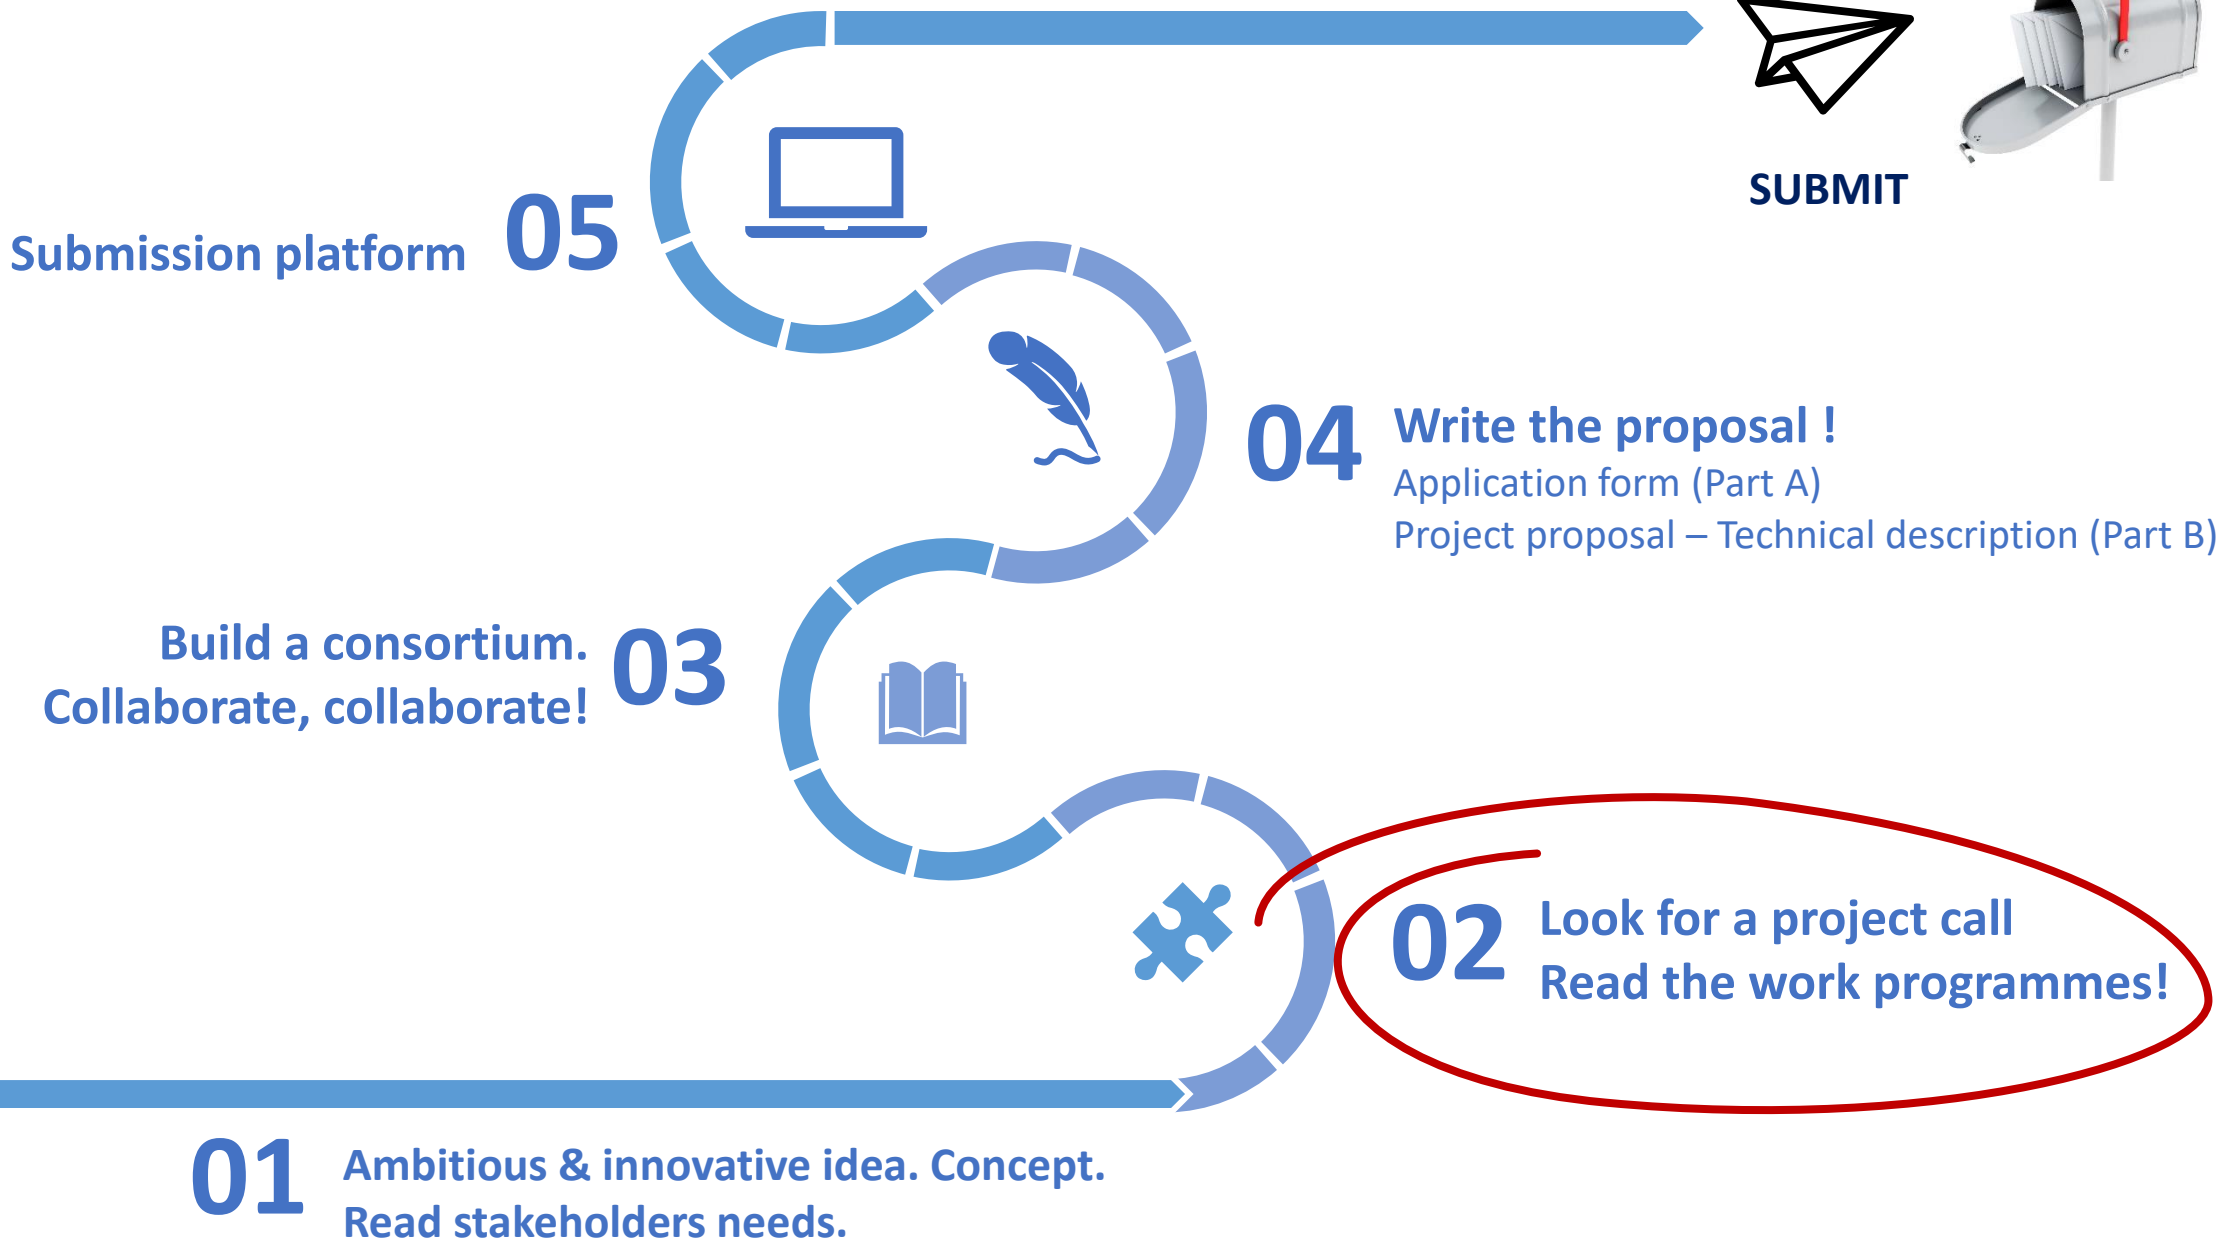 SUBMIT
05
Submission platform
04
Write the proposal !
Application form (Part A)
Project proposal – Technical description (Part B)
03
Build a consortium.
Collaborate, collaborate!
02
Look for a project call
Read the work programmes!
01
Ambitious & innovative idea. Concept.
Read stakeholders needs.